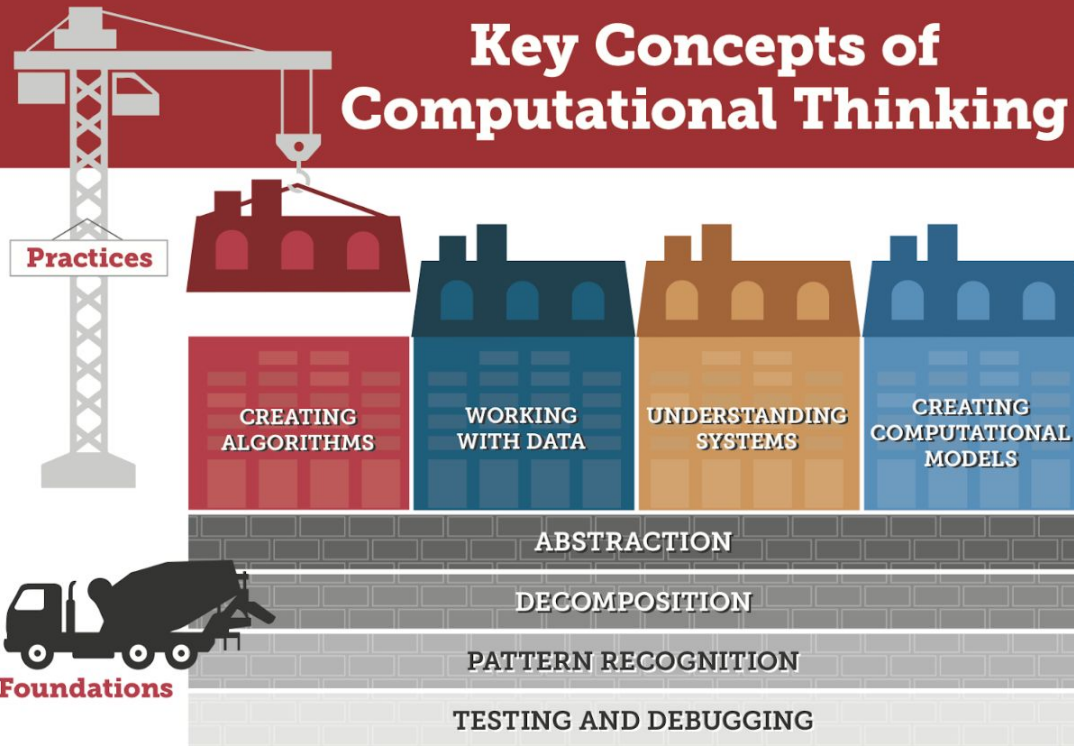 Key Concepts of
Computational Thinking
Practices
CREATING
ALGORITHMS
WORKING
WITH DATA
UNDERSTANDING
SYSTEMS
CREATING
COMPUTATIONAL
MODELS
ABSTRACTION
DECOMPOSITION
PATTERN RECOGNITION
Foundations
TESTING AND DEBUGGING